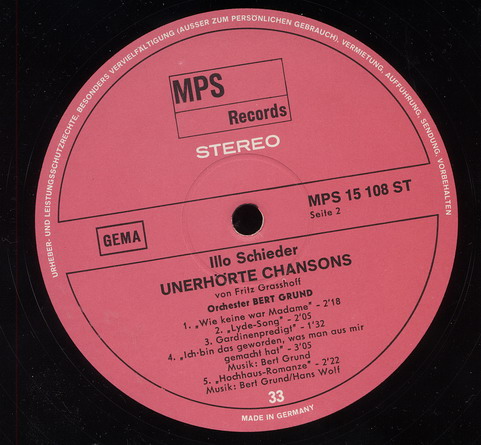 URHEBER- UND LEISTUNGSSCHUTZRECHTE, BESONDERS VERVIELFÄLTIGUNG (AUSSER ZUM PERSÖNLICHEN GEBRAUCH), VERMIETUNG, AUFFÜHRUNG, SENDUNG, VORBEHALTEN
MPS
Records
STEREO
MPS 15 108 ST
Seite 2
GEMA
Illo Schieder
UNERHÖRTE CHANSONS
von Fritz Grasshoff
Orchester BERT GRUND
1. „Wie keine war Madame" – 2'18
2. „Lyde-Song" – 2'05
3. Gardinenpredigt" – 1'32
4. „Ich bin das geworden, was man aus mir
gemacht hat" – 3'05
Musik: Bert Grund
5. „Hochhaus-Romanze" – 2'22
Musik: Bert Grund/Hans Wolf
33
MADE IN GERMANY